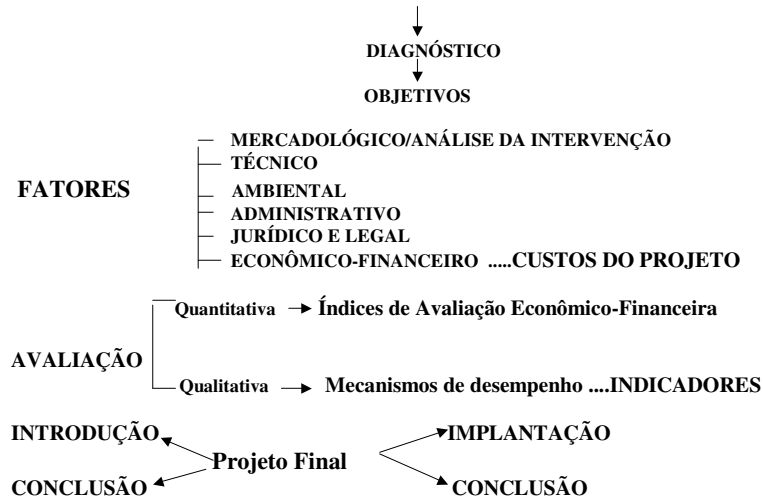 DIAGNÓSTICO
OBJETIVOS
MERCADOLÓGICO/ANÁLISE DA INTERVENÇÃO
TÉCNICO
FATORES
AMBIENTAL
ADMINISTRATIVO
JURÍDICO E LEGAL
ECONÔMICO-FINANCEIRO .....CUSTOS DO PROJETO
Quantitativa Índices de Avaliação Econômico-Financeira
AVALIAÇÃO
Qualitativa Mecanismos de desempenho ....INDICADORES
INTRODUÇÃO IMPLANTAÇÃO
Projeto Final
CONCLUSÃO CONCLUSÃO